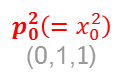 p₀²(= x₀²)
(0,1,1)